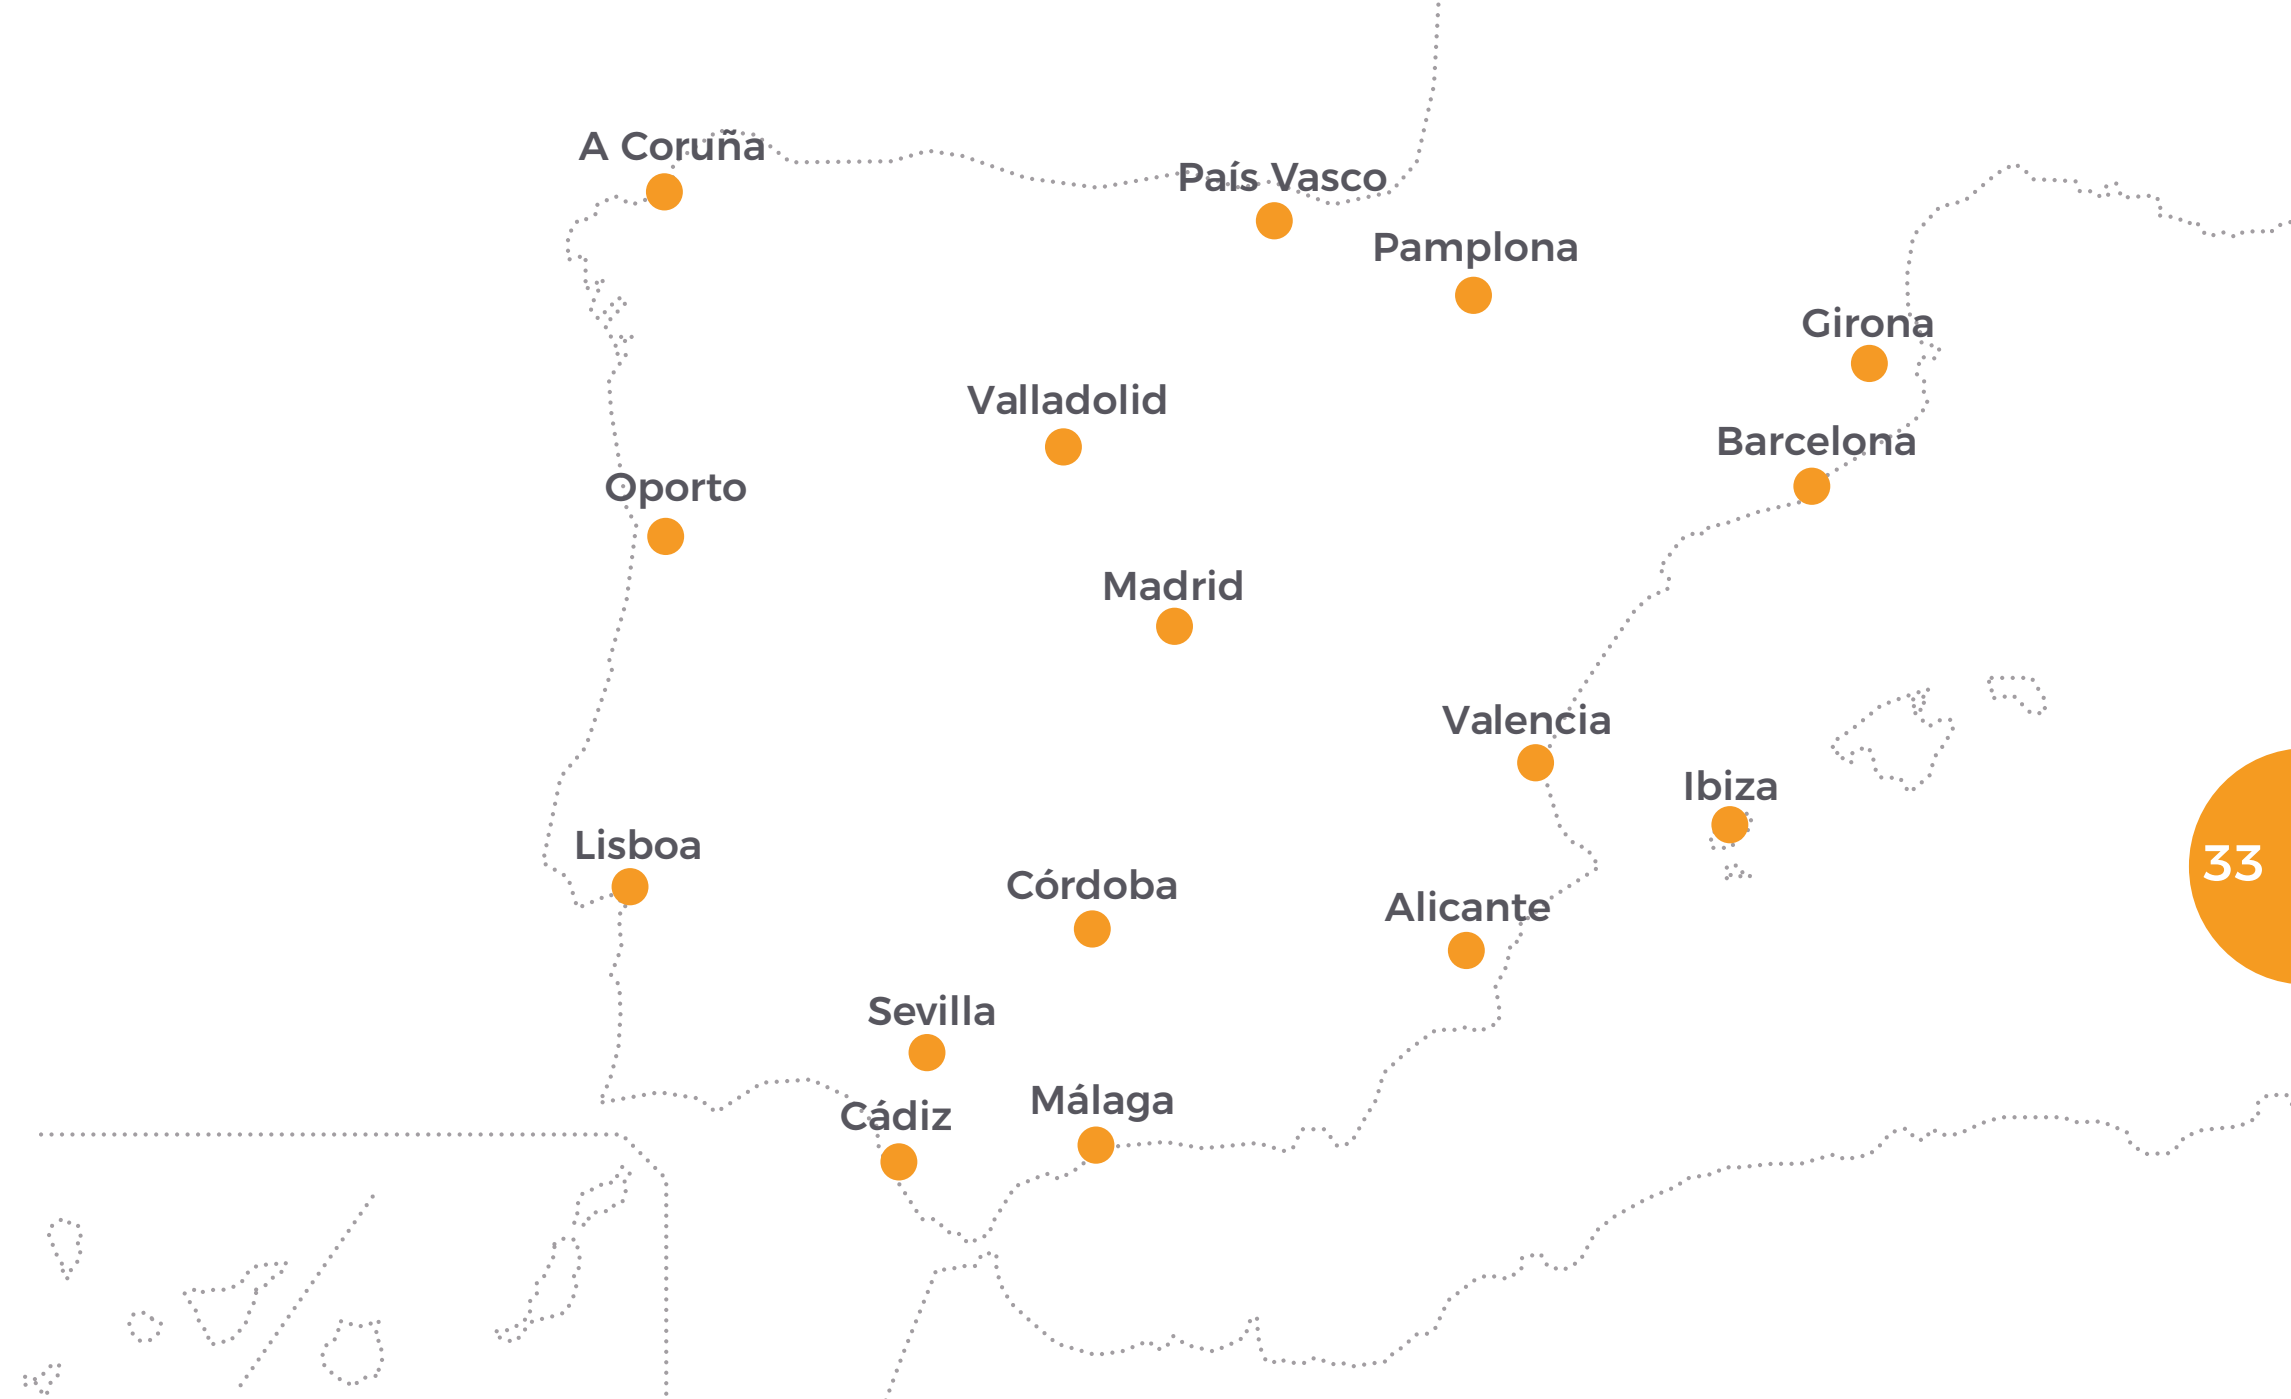 A Coruña
País Vasco
Pamplona
Girona
Valladolid
Barcelona
Oporto
Madrid
Valencia
Ibiza
Lisboa
33
Córdoba
Alicante
Sevilla
Málaga
Cádiz